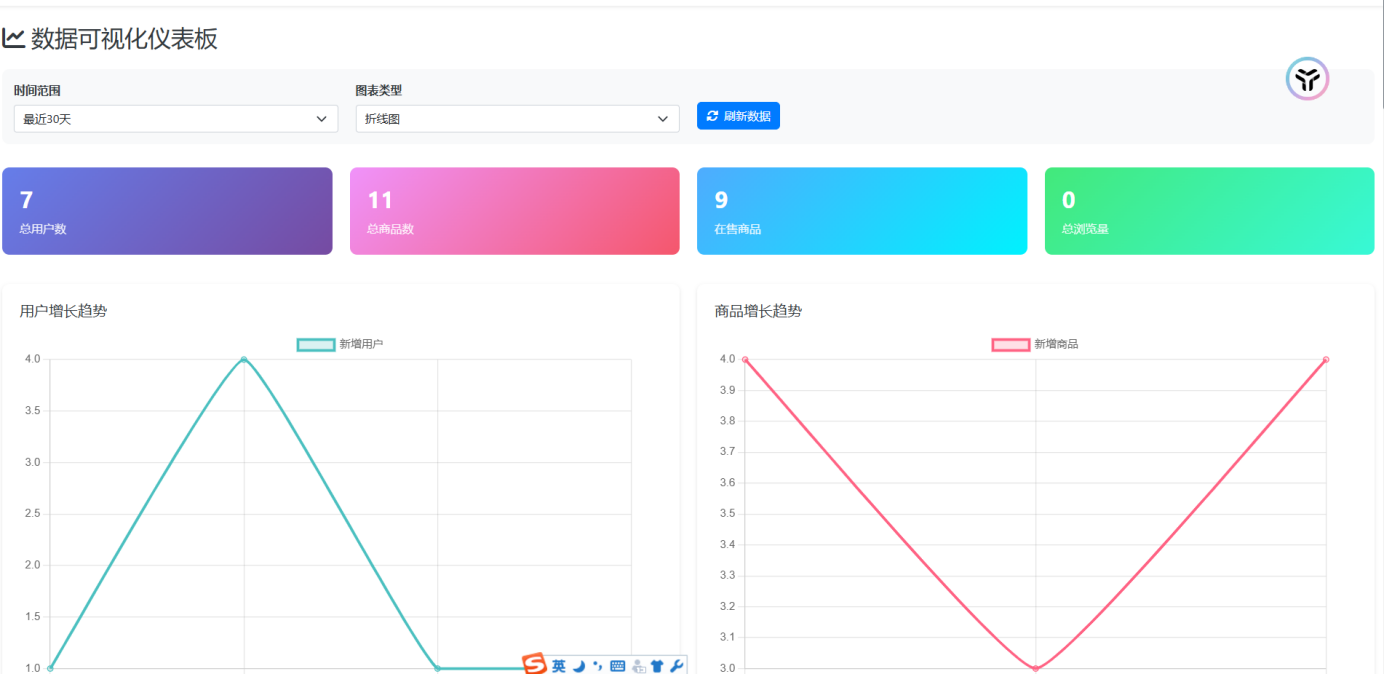 数据可视化仪表板
时间范围
图表类型
最近30天
折线图
刷新数据
7
总用户数
11
总商品数
9
在售商品
0
总浏览量
用户增长趋势
新增用户
4.0
3.5
3.0
2.5
2.0
1.5
1.0
商品增长趋势
新增商品
4.0
3.9
3.8
3.7
3.6
3.5
3.4
3.3
3.2
3.1
3.0
S 英